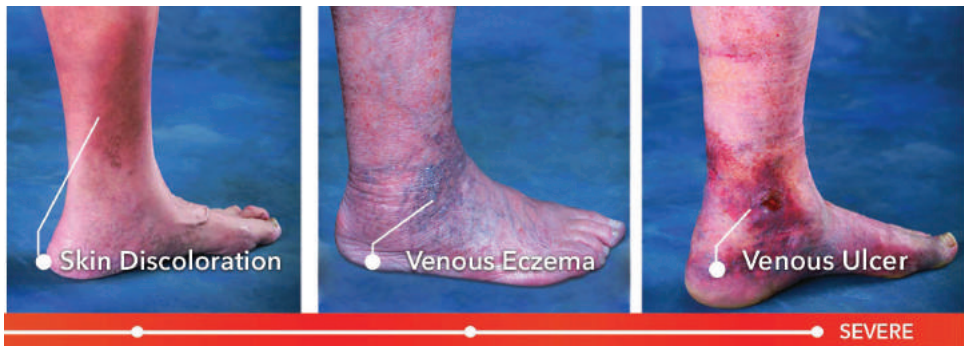 Skin Discoloration
Venous Eczema
Venous Ulcer
SEVERE